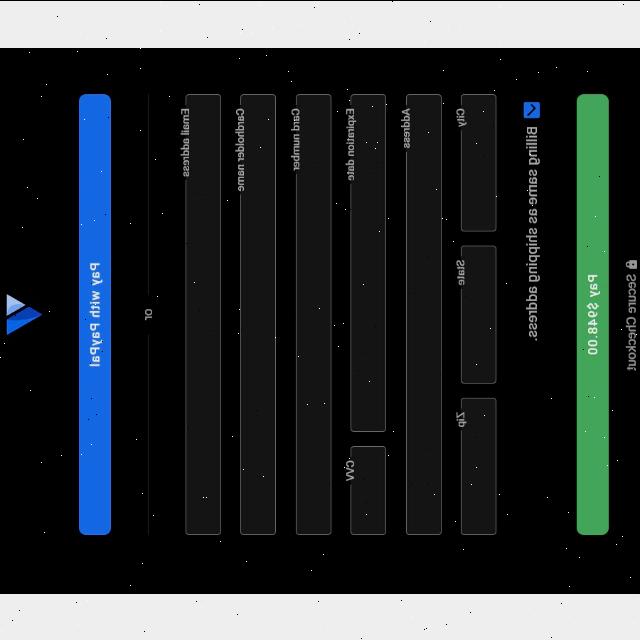 Pay with PayPal
or
Email address
Cardholder name
Card number
Expiration date
CVV
Address
City
State
Zip
Billing same as shipping address.
Pay $948.00
Secure Checkout